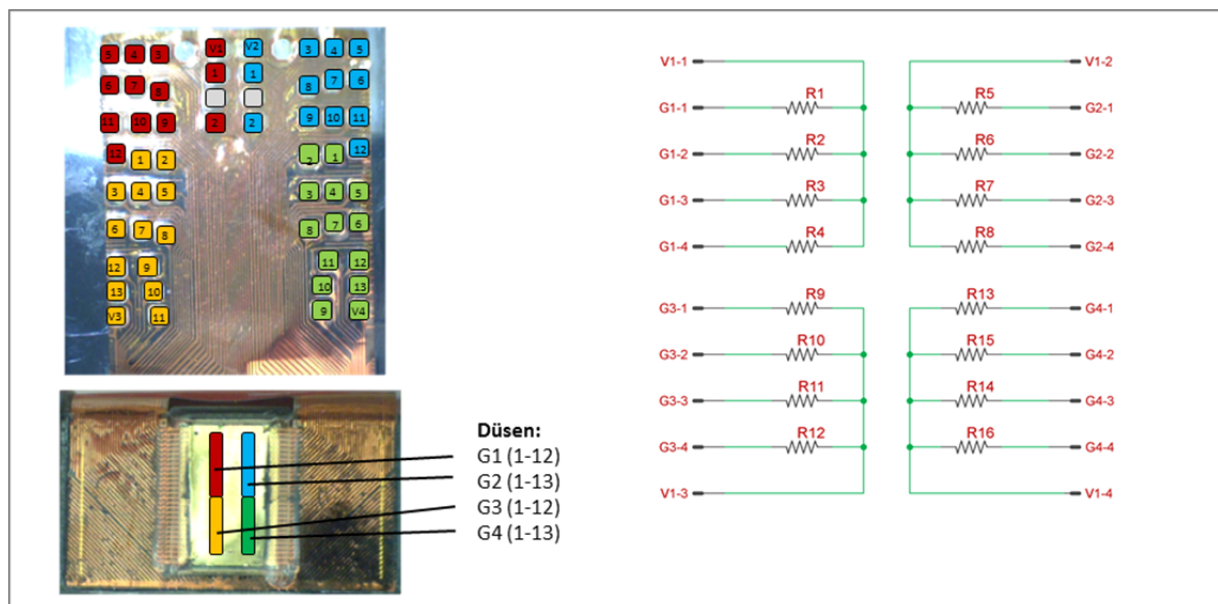 5 4 3 V1 V2 3 4 5
6 7 8 1 1 8 7 6
11 10 9 2 2 9 10 11
12 1 2 2 1 12
3 4 5 3 4 5
6 7 8 8 7 6
12 9 11 12
13 10 10 13
V3 11 9 V4
Düsen:
G1 (1-12)
G2 (1-13)
G3 (1-12)
G4 (1-13)
V1-1 V1-2
G1-1 R1 R5 G2-1
G1-2 R2 R6 G2-2
G1-3 R3 R7 G2-3
G1-4 R4 R8 G2-4
G3-1 R9 R13 G4-1
G3-2 R10 R15 G4-2
G3-3 R11 R14 G4-3
G3-4 R12 R16 G4-4
V1-3 V1-4